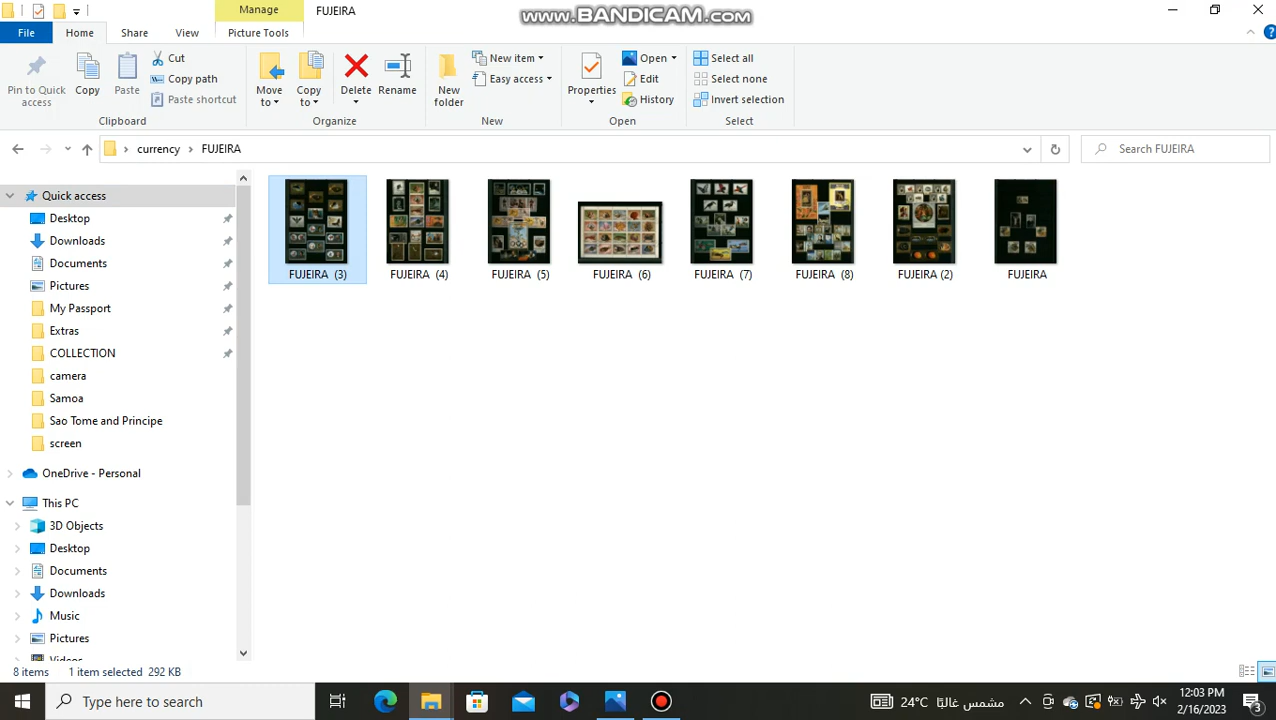 Manage
FUJEIRA
www.BANDICAM.com
File
Home
Share
View
Picture Tools
Pin to Quick access
Copy
Paste
Cut
Copy path
Paste shortcut
Move to
Copy to
Delete
Rename
New folder
New item
Easy access
Properties
Open
Edit
History
Select all
Select none
Invert selection
Clipboard
Organize
New
Open
Select
currency
FUJEIRA
Search FUJEIRA
Quick access
Desktop
Downloads
Documents
Pictures
My Passport
Extras
COLLECTION
camera
Samoa
Sao Tome and Principe
screen
OneDrive - Personal
This PC
3D Objects
Desktop
Documents
Downloads
Music
Pictures
Videos
FUJEIRA (3)
FUJEIRA (4)
FUJEIRA (5)
FUJEIRA (6)
FUJEIRA (7)
FUJEIRA (8)
FUJEIRA (2)
FUJEIRA
8 items
1 item selected 292 KB
Type here to search
24°C
مشمس غالبًا
12:03 PM
2/16/2023
3